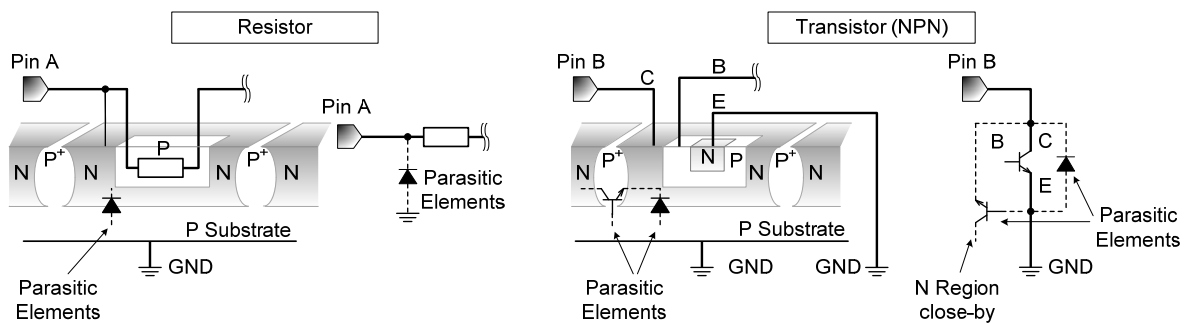 Resistor
Pin A
P
N
P+
N
N
P+
N
P Substrate
GND
Parasitic
Elements
Pin A
Parasitic
Elements
Transistor (NPN)
Pin B
C
B
E
N
P+
N
N
P
P+
N
P Substrate
GND
GND
Parasitic
Elements
Pin B
B
C
E
Parasitic
Elements
GND
N Region
close-by